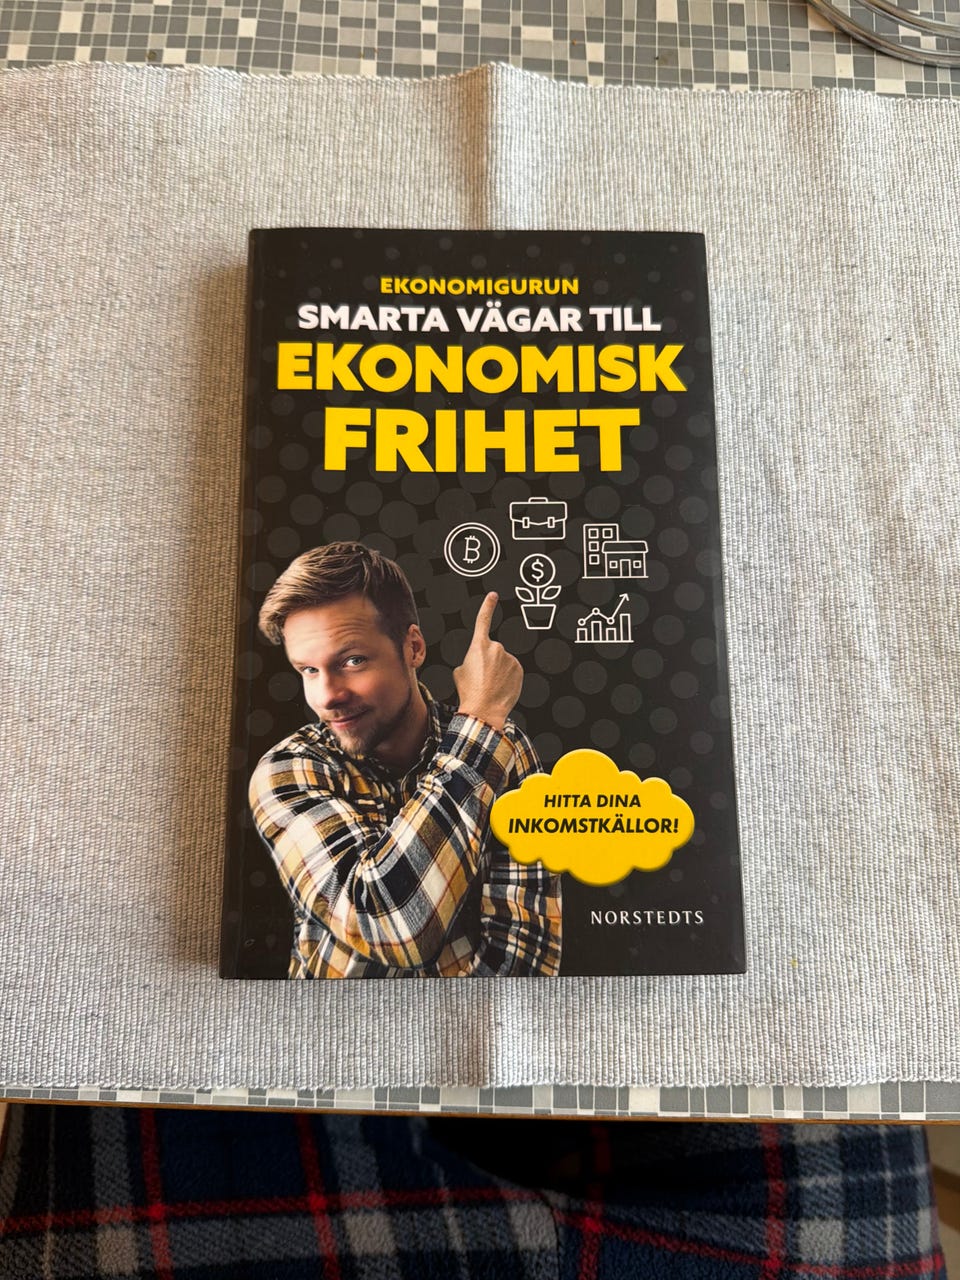 EKONOMIGURUN
SMARTA VÄGAR TILL
EKONOMISK
FRIHET
HITTA DINA
INKOMSTKÄLLOR!
NORSTEDTS